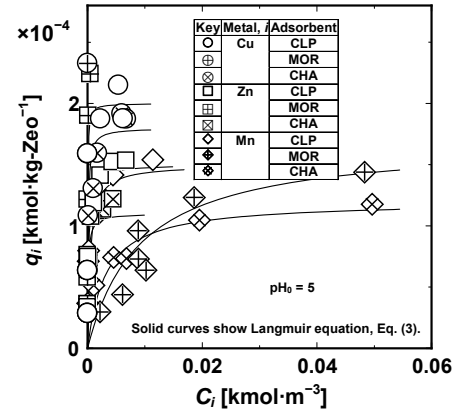 ×10⁻⁴
Key Metal, i Adsorbent
Cu CLP
MOR
CHA
Zn CLP
MOR
CHA
Mn CLP
MOR
CHA
2
1
0
qᵢ [kmol·kg-Zeo⁻¹]
pH₀ = 5
Solid curves show Langmuir equation, Eq. (3).
0 0.02 0.04 0.06
Cᵢ [kmol·m⁻³]